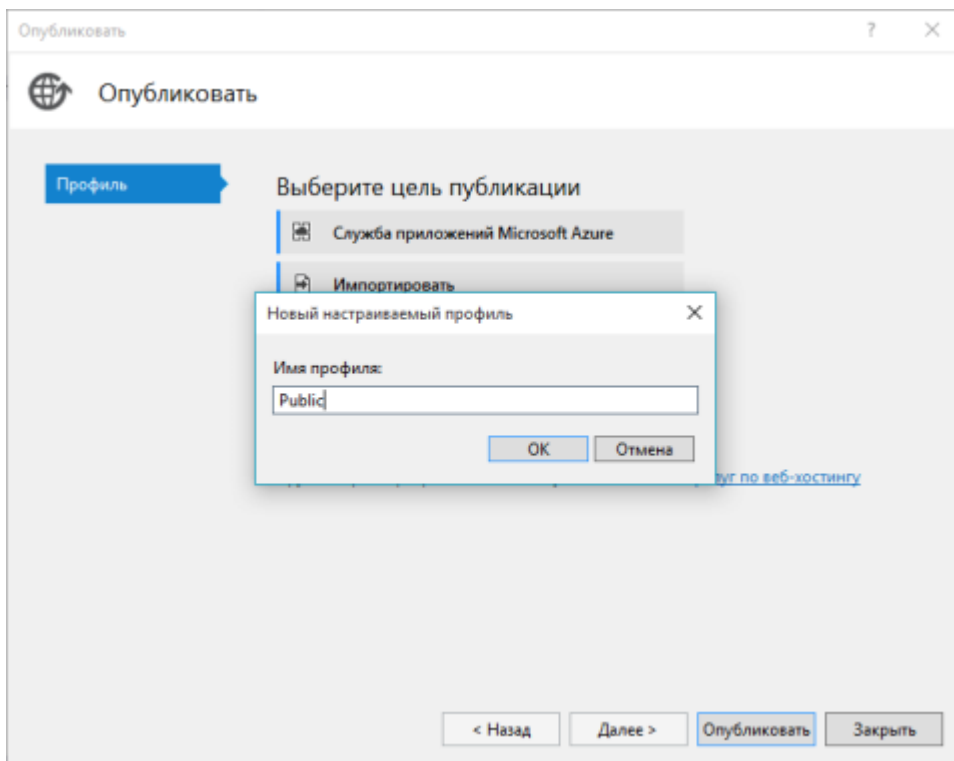 Опубликовать
?
Опубликовать
Профиль
Выберите цель публикации
Служба приложений Microsoft Azure
Импортировать
Новый настраиваемый профиль
Имя профиля:
Public
OK Отмена
по веб-хостингу
< Назад Далее > Опубликовать Закрыть